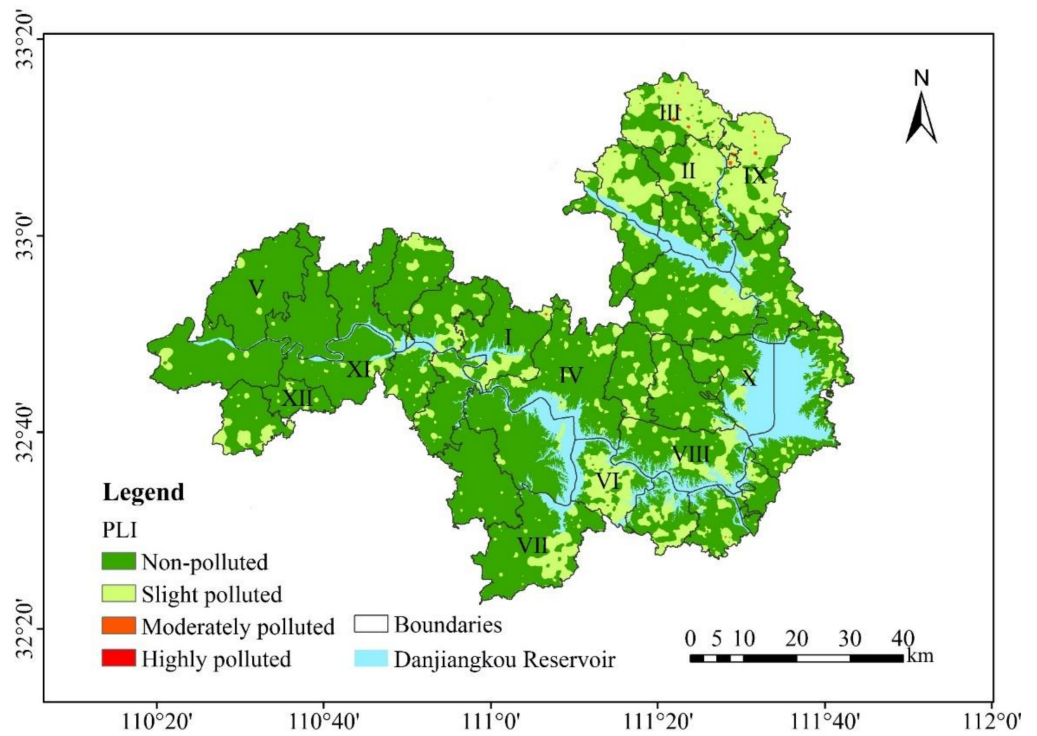 33°20'
N
III
II
IX
33°0'
V
I
XI
IV
X
XII
32°40'
VIII
VI
Legend
PLI
VII
Non-polluted
Slight polluted
Moderately polluted
Boundaries
Highly polluted
Danjiangkou Reservoir
32°20'
0 5 10 20 30 40
km
110°20' 110°40' 111°0' 111°20' 111°40' 112°0'